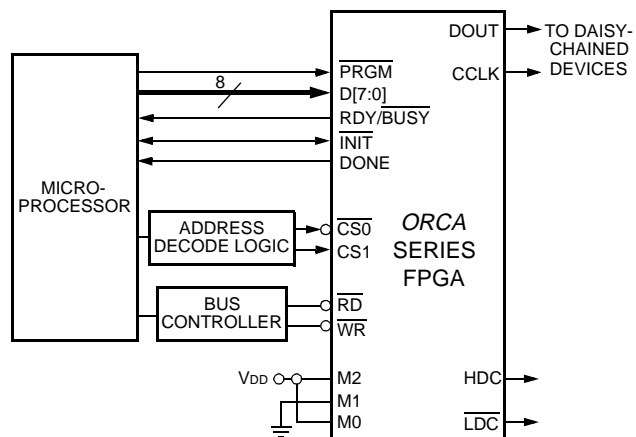 DOUT
TO DAISY-
CHAINED
DEVICES
CCLK
8
PRGM
D[7:0]
RDY/BUSY
INIT
DONE
MICRO-
PROCESSOR
ADDRESS
DECODE LOGIC
CS0
CS1
ORCA
SERIES
FPGA
BUS
CONTROLLER
RD
WR
VDD
M2
M1
M0
HDC
LDC